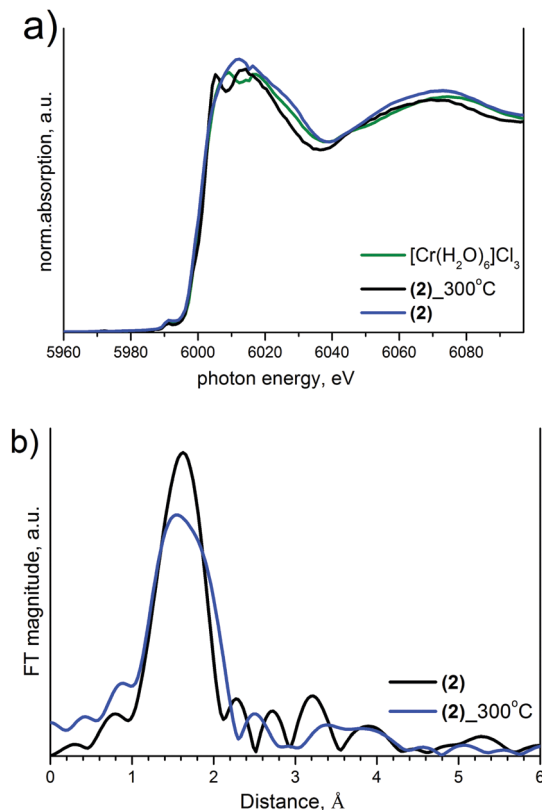 a)
norm.absorption, a.u.
[Cr(H₂O)₆]Cl₃
(2)_300°C
(2)
5960 5980 6000 6020 6040 6060 6080
photon energy, eV
b)
FT magnitude, a.u.
(2)
(2)_300°C
0 1 2 3 4 5 6
Distance, Å